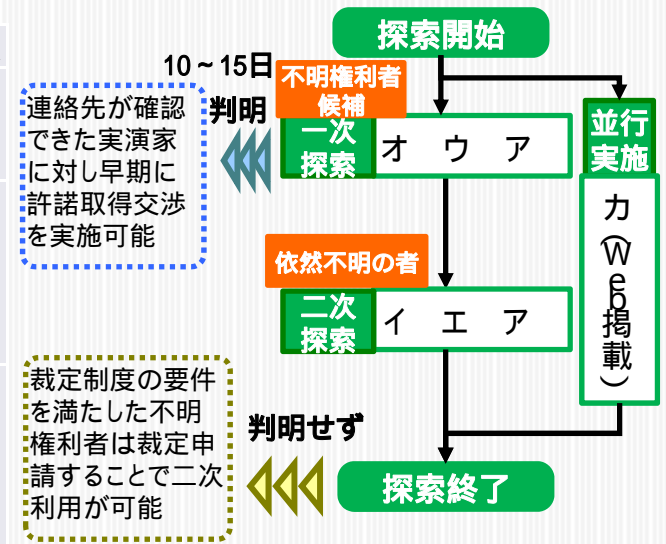 探索開始
10～15日
不明権利者
候補
判明
連絡先が確認
できた実演家
に対し早期に
許諾取得交渉
を実施可能
一次
探索
オ ウ ア
並行
実施
カ(Web掲載)
依然不明の者
二次
探索
イ エ ア
裁定制度の要件
を満たした不明
権利者は裁定申
請することで二次
利用が可能
判明せず
探索終了